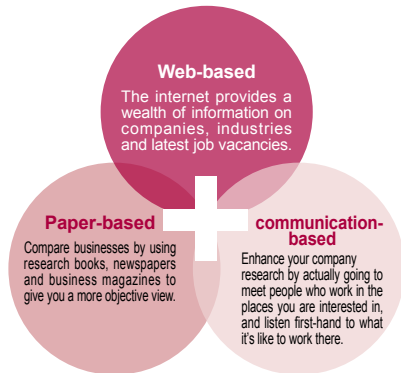 Web-based
The internet provides a
wealth of information on
companies, industries
and latest job vacancies.
Paper-based
Compare businesses by using
research books, newspapers
and business magazines to
give you a more objective view.
communication-
based
Enhance your company
research by actually going to
meet people who work in the
places you are interested in,
and listen first-hand to what
it's like to work there.